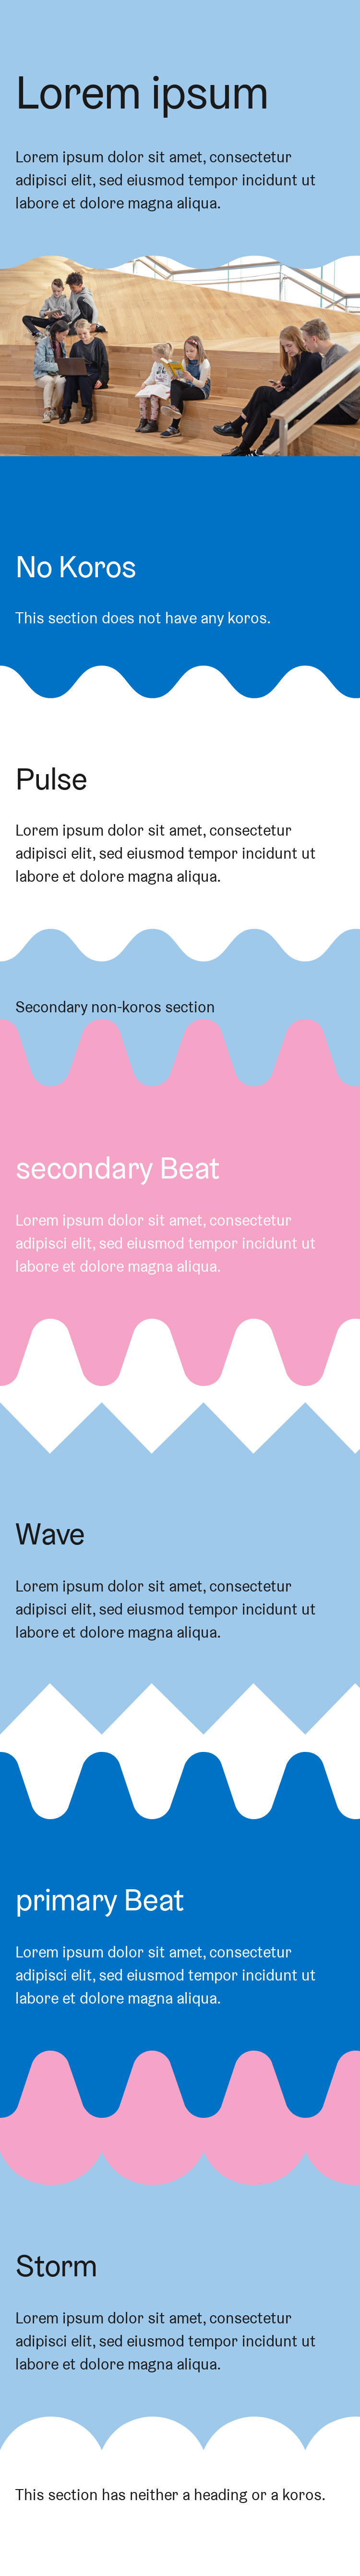 Lorem ipsum
Lorem ipsum dolor sit amet, consectetur
adipisci elit, sed eiusmod tempor incidunt ut
labore et dolore magna aliqua.
No Koros
This section does not have any koros.
Pulse
Lorem ipsum dolor sit amet, consectetur
adipisci elit, sed eiusmod tempor incidunt ut
labore et dolore magna aliqua.
Secondary non-koros section
secondary Beat
Lorem ipsum dolor sit amet, consectetur
adipisci elit, sed eiusmod tempor incidunt ut
labore et dolore magna aliqua.
Wave
Lorem ipsum dolor sit amet, consectetur
adipisci elit, sed eiusmod tempor incidunt ut
labore et dolore magna aliqua.
primary Beat
Lorem ipsum dolor sit amet, consectetur
adipisci elit, sed eiusmod tempor incidunt ut
labore et dolore magna aliqua.
Storm
Lorem ipsum dolor sit amet, consectetur
adipisci elit, sed eiusmod tempor incidunt ut
labore et dolore magna aliqua.
This section has neither a heading or a koros.